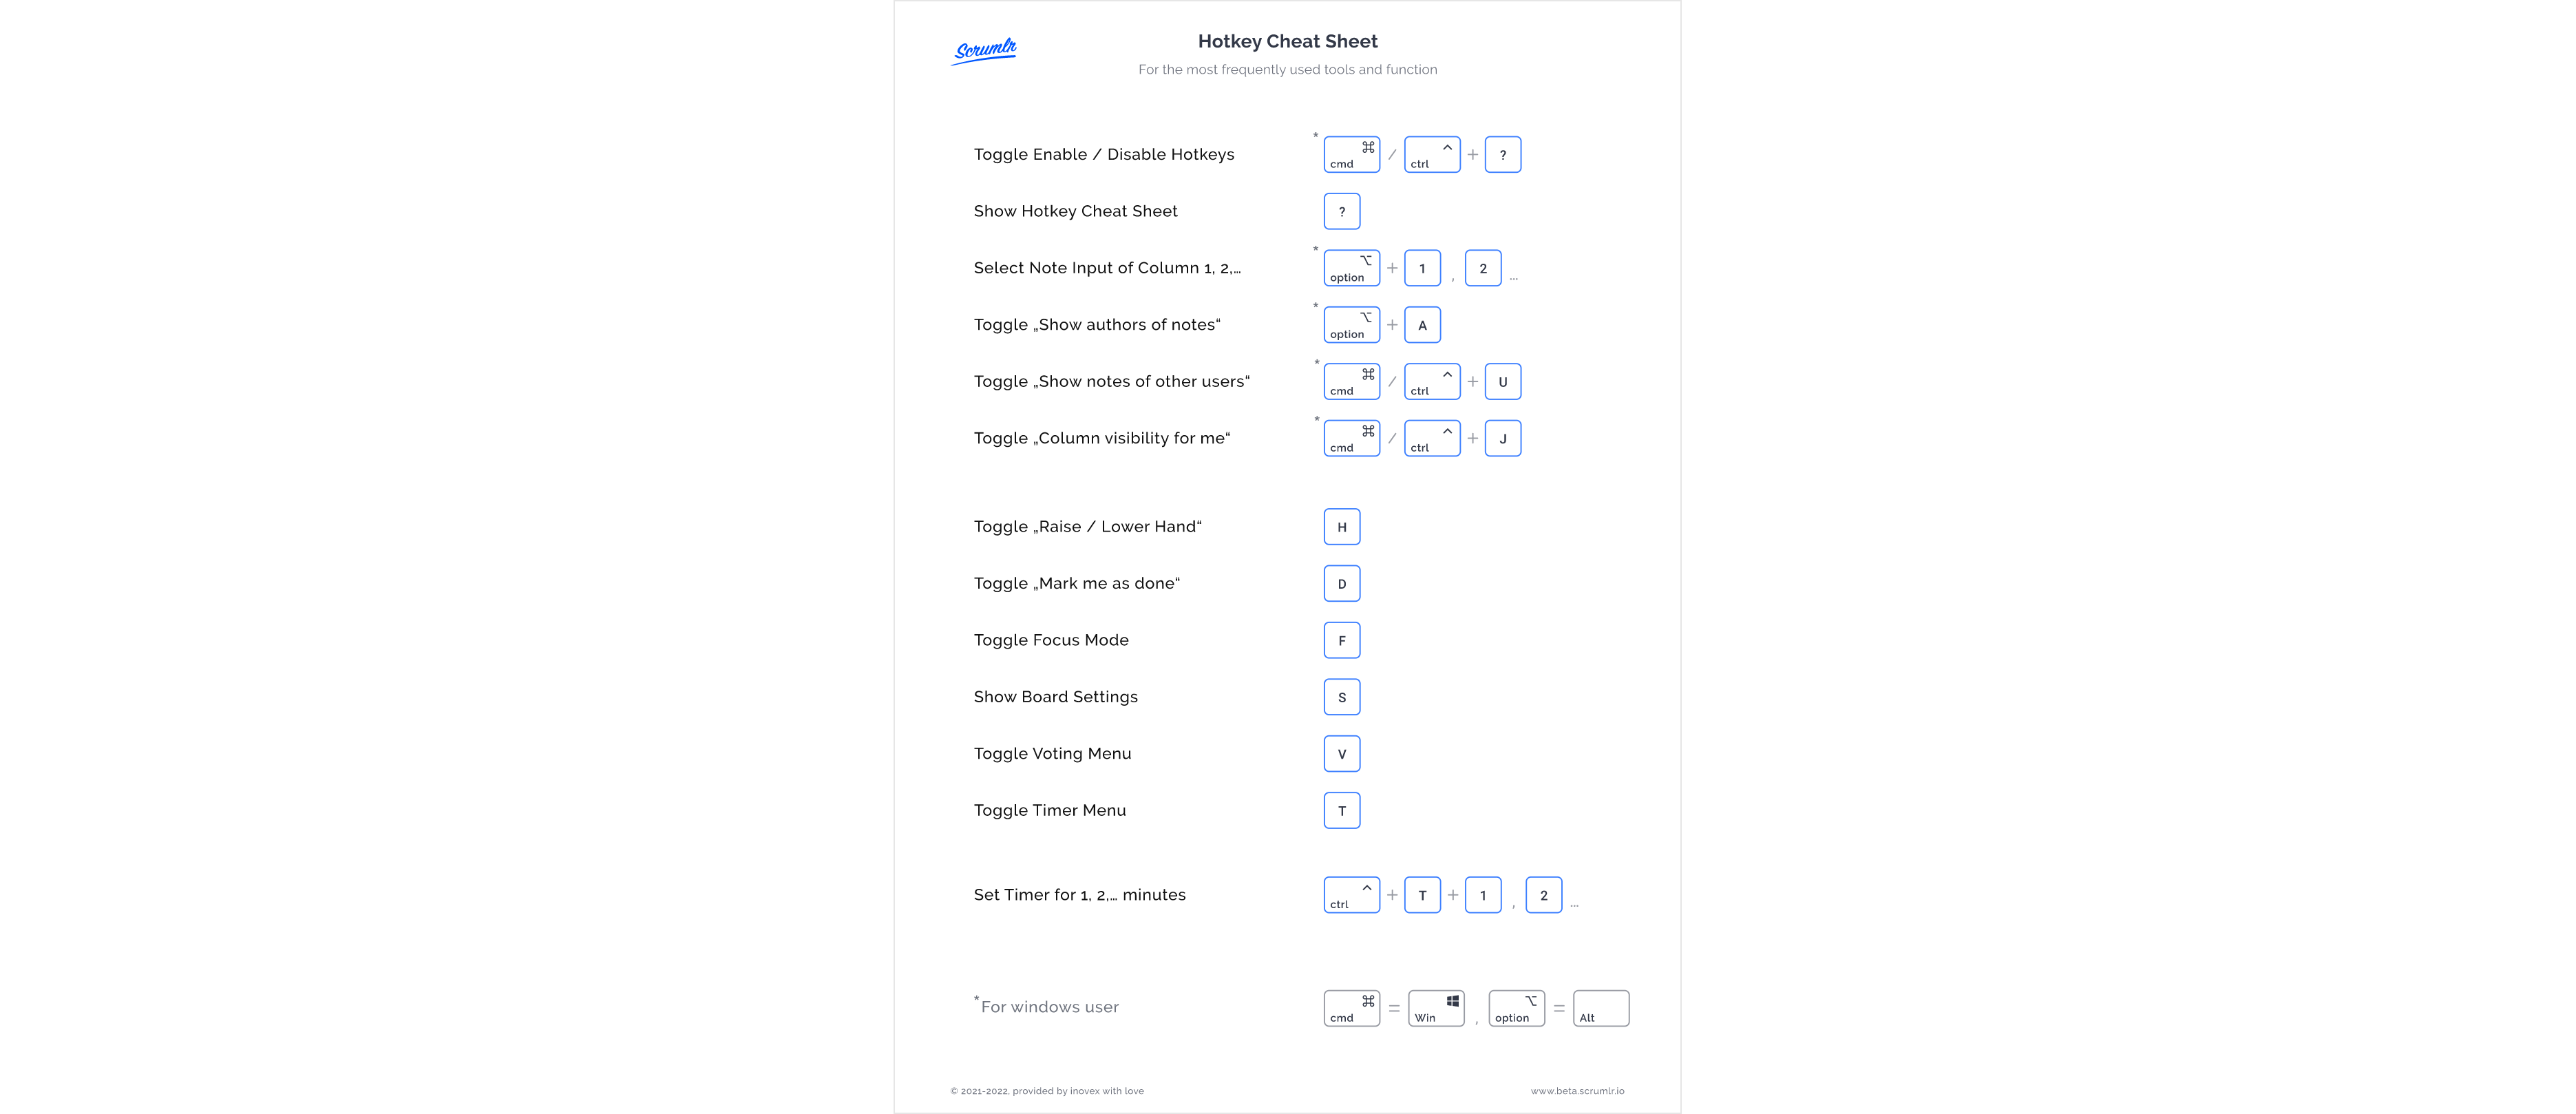 Scrumlr
Hotkey Cheat Sheet
For the most frequently used tools and function
Toggle Enable / Disable Hotkeys * cmd ⌘ / ctrl ^ + ?
Show Hotkey Cheat Sheet ?
Select Note Input of Column 1, 2,… * option ⌥ + 1 , 2 ...
Toggle „Show authors of notes“ * option ⌥ + A
Toggle „Show notes of other users“ * cmd ⌘ / ctrl ^ + U
Toggle „Column visibility for me“ * cmd ⌘ / ctrl ^ + J
Toggle „Raise / Lower Hand“ H
Toggle „Mark me as done“ D
Toggle Focus Mode F
Show Board Settings S
Toggle Voting Menu V
Toggle Timer Menu T
Set Timer for 1, 2,… minutes ctrl ^ + T + 1 , 2 ...
*For windows user cmd ⌘ = Win , option ⌥ = Alt
© 2021-2022, provided by inovex with love
www.beta.scrumlr.io